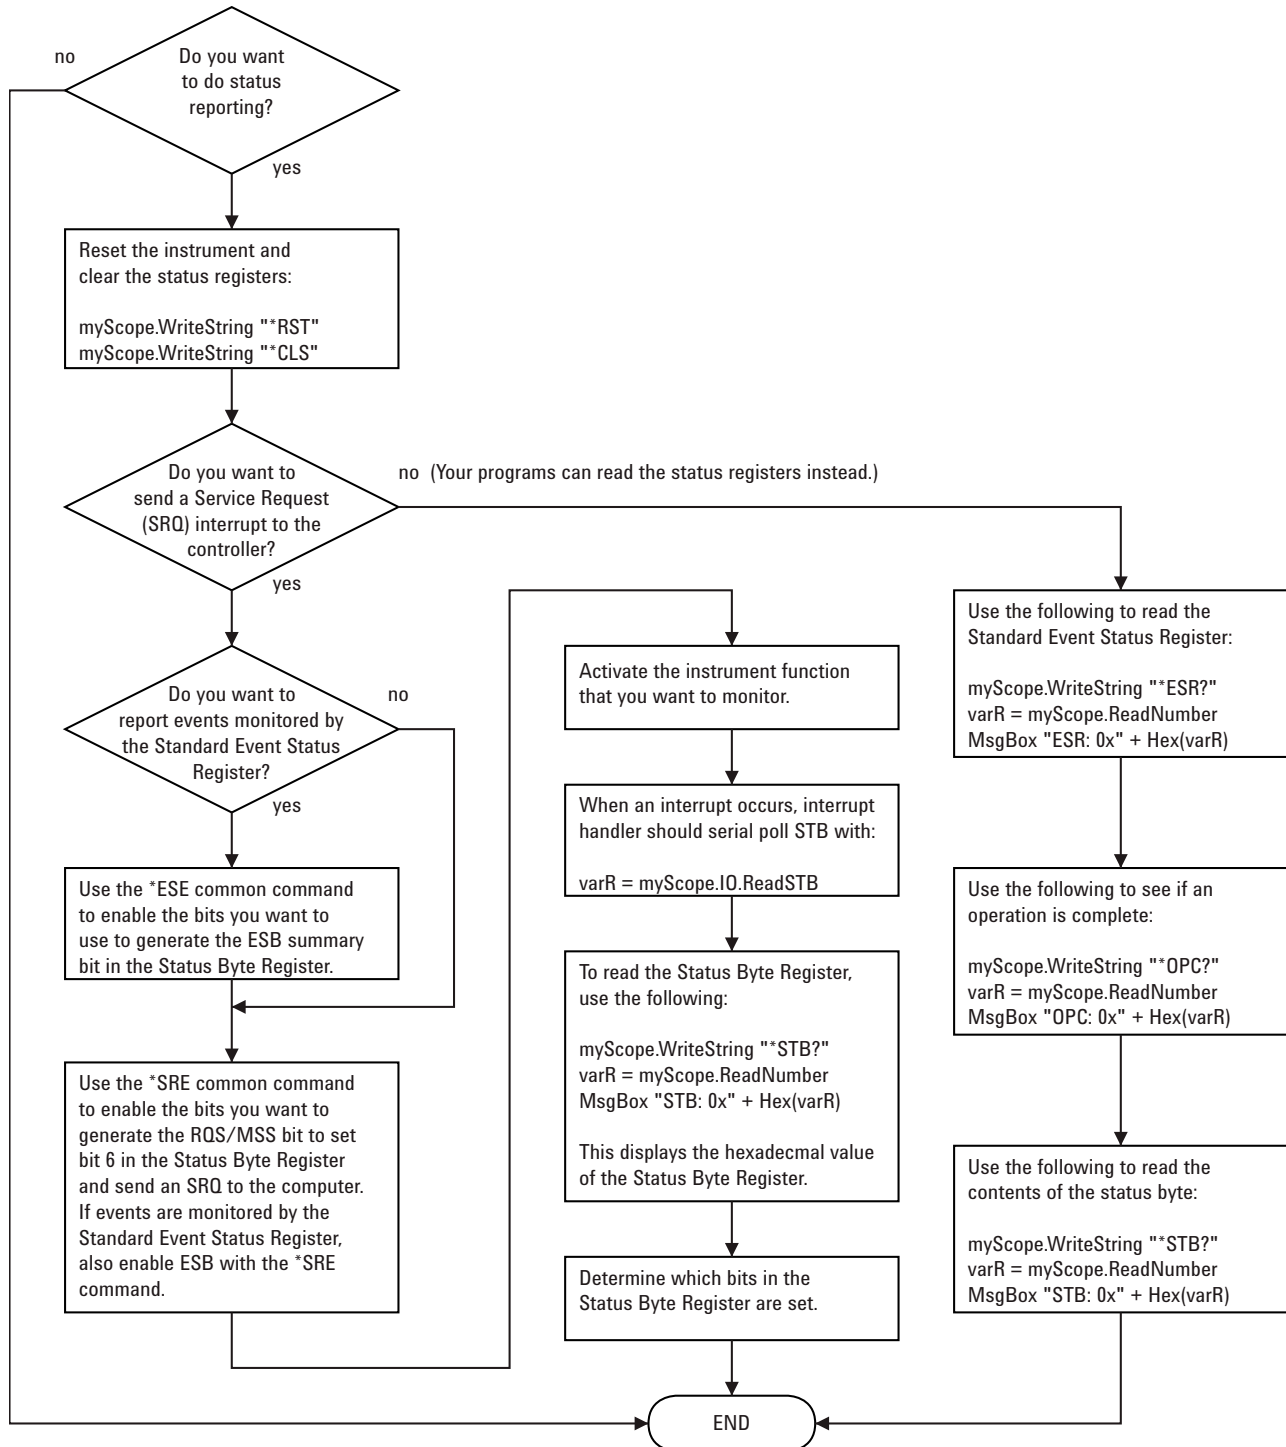 Do you want
to do status
reporting?
no
yes
Reset the instrument and
clear the status registers:
myScope.WriteString "*RST"
myScope.WriteString "*CLS"
Do you want to
send a Service Request
(SRQ) interrupt to the
controller?
no (Your programs can read the status registers instead.)
yes
Do you want to
report events monitored by
the Standard Event Status
Register?
no
yes
Use the *ESE common command
to enable the bits you want to
use to generate the ESB summary
bit in the Status Byte Register.
Use the *SRE common command
to enable the bits you want to
generate the RQS/MSS bit to set
bit 6 in the Status Byte Register
and send an SRQ to the computer.
If events are monitored by the
Standard Event Status Register,
also enable ESB with the *SRE
command.
Activate the instrument function
that you want to monitor.
When an interrupt occurs, interrupt
handler should serial poll STB with:
varR = myScope.IO.ReadSTB
To read the Status Byte Register,
use the following:
myScope.WriteString "*STB?"
varR = myScope.ReadNumber
MsgBox "STB: 0x" + Hex(varR)
This displays the hexadecmal value
of the Status Byte Register.
Determine which bits in the
Status Byte Register are set.
Use the following to read the
Standard Event Status Register:
myScope.WriteString "*ESR?"
varR = myScope.ReadNumber
MsgBox "ESR: 0x" + Hex(varR)
Use the following to see if an
operation is complete:
myScope.WriteString "*OPC?"
varR = myScope.ReadNumber
MsgBox "OPC: 0x" + Hex(varR)
Use the following to read the
contents of the status byte:
myScope.WriteString "*STB?"
varR = myScope.ReadNumber
MsgBox "STB: 0x" + Hex(varR)
END